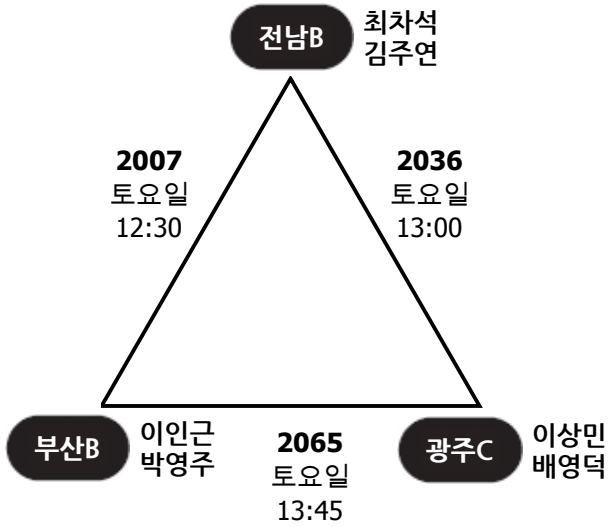 전남B
최차석
김주연
2007
토요일
12:30
2036
토요일
13:00
부산B
이인근
박영주
2065
토요일
13:45
광주C
이상민
배영덕